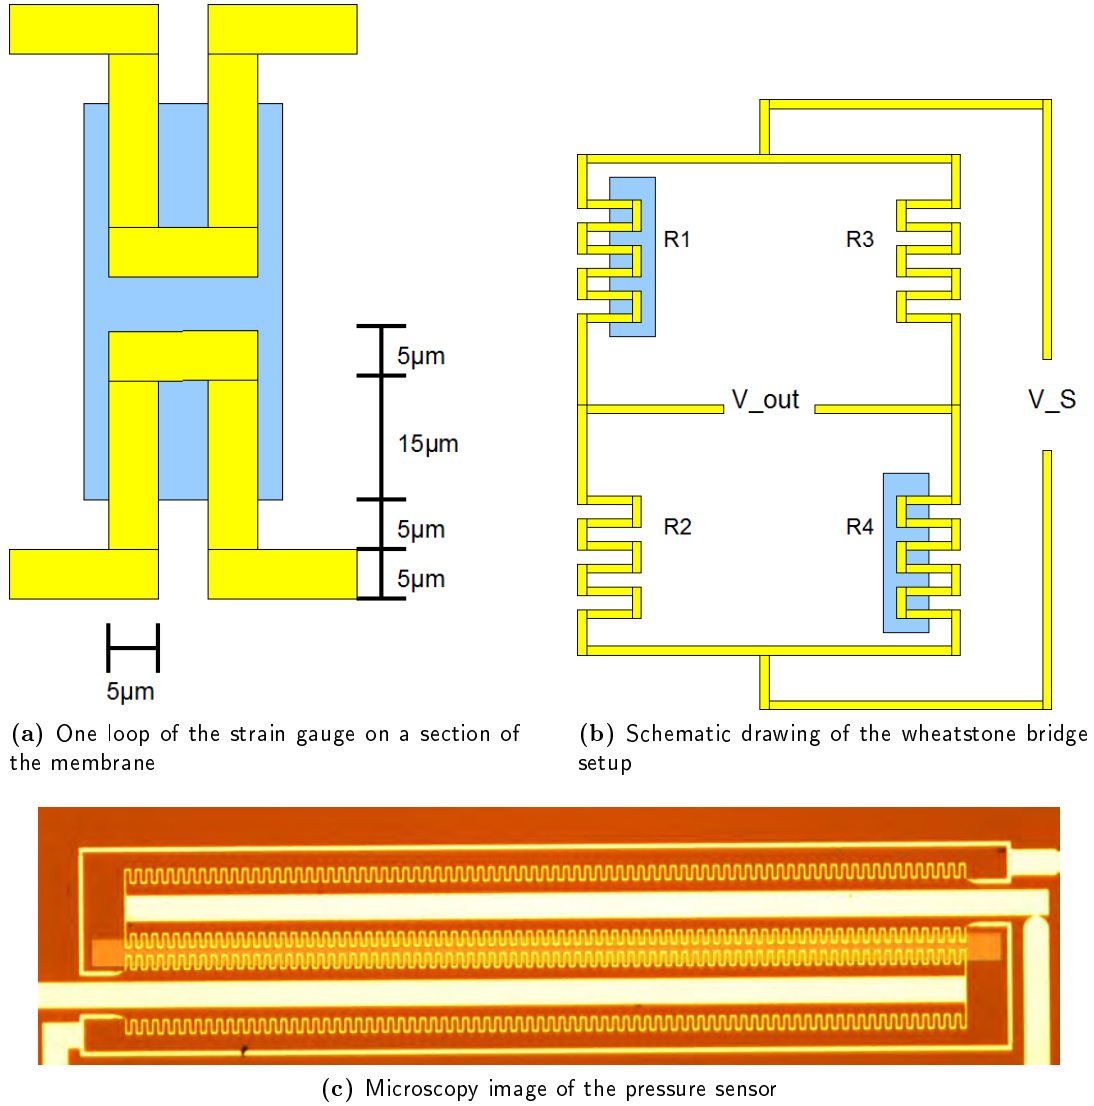 5µm
15µm
5µm
5µm
5µm
(a) One loop of the strain gauge on a section of
the membrane
R1
R3
V_out
V_S
R2
R4
(b) Schematic drawing of the wheatstone bridge
setup
(c) Microscopy image of the pressure sensor